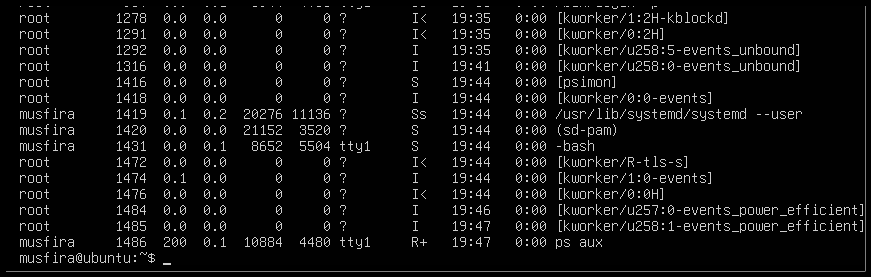 root 1278 0.0 0.0 0 0 ? I< 19:35 0:00 [kworker/1:2H-kblockd]
root 1291 0.0 0.0 0 0 ? I< 19:35 0:00 [kworker/0:2H]
root 1292 0.0 0.0 0 0 ? I 19:35 0:00 [kworker/u258:5-events_unbound]
root 1316 0.0 0.0 0 0 ? I 19:41 0:00 [kworker/u258:0-events_unbound]
root 1416 0.0 0.0 0 0 ? S 19:44 0:00 [psimon]
root 1418 0.0 0.0 0 0 ? I 19:44 0:00 [kworker/0:0-events]
musfira 1419 0.1 0.2 20276 11136 ? Ss 19:44 0:00 /usr/lib/systemd/systemd --user
musfira 1420 0.0 0.0 21152 3520 ? S 19:44 0:00 (sd-pam)
musfira 1431 0.0 0.1 8652 5504 tty1 S 19:44 0:00 -bash
root 1472 0.0 0.0 0 0 ? I< 19:44 0:00 [kworker/R-tls-s]
root 1474 0.1 0.0 0 0 ? I 19:44 0:00 [kworker/1:0-events]
root 1476 0.0 0.0 0 0 ? I< 19:44 0:00 [kworker/0:0H]
root 1484 0.0 0.0 0 0 ? I 19:46 0:00 [kworker/u257:0-events_power_efficient]
root 1485 0.0 0.0 0 0 ? I 19:47 0:00 [kworker/u258:1-events_power_efficient]
musfira 1486 200 0.1 10884 4480 tty1 R+ 19:47 0:00 ps aux
musfira@ubuntu:~$ _